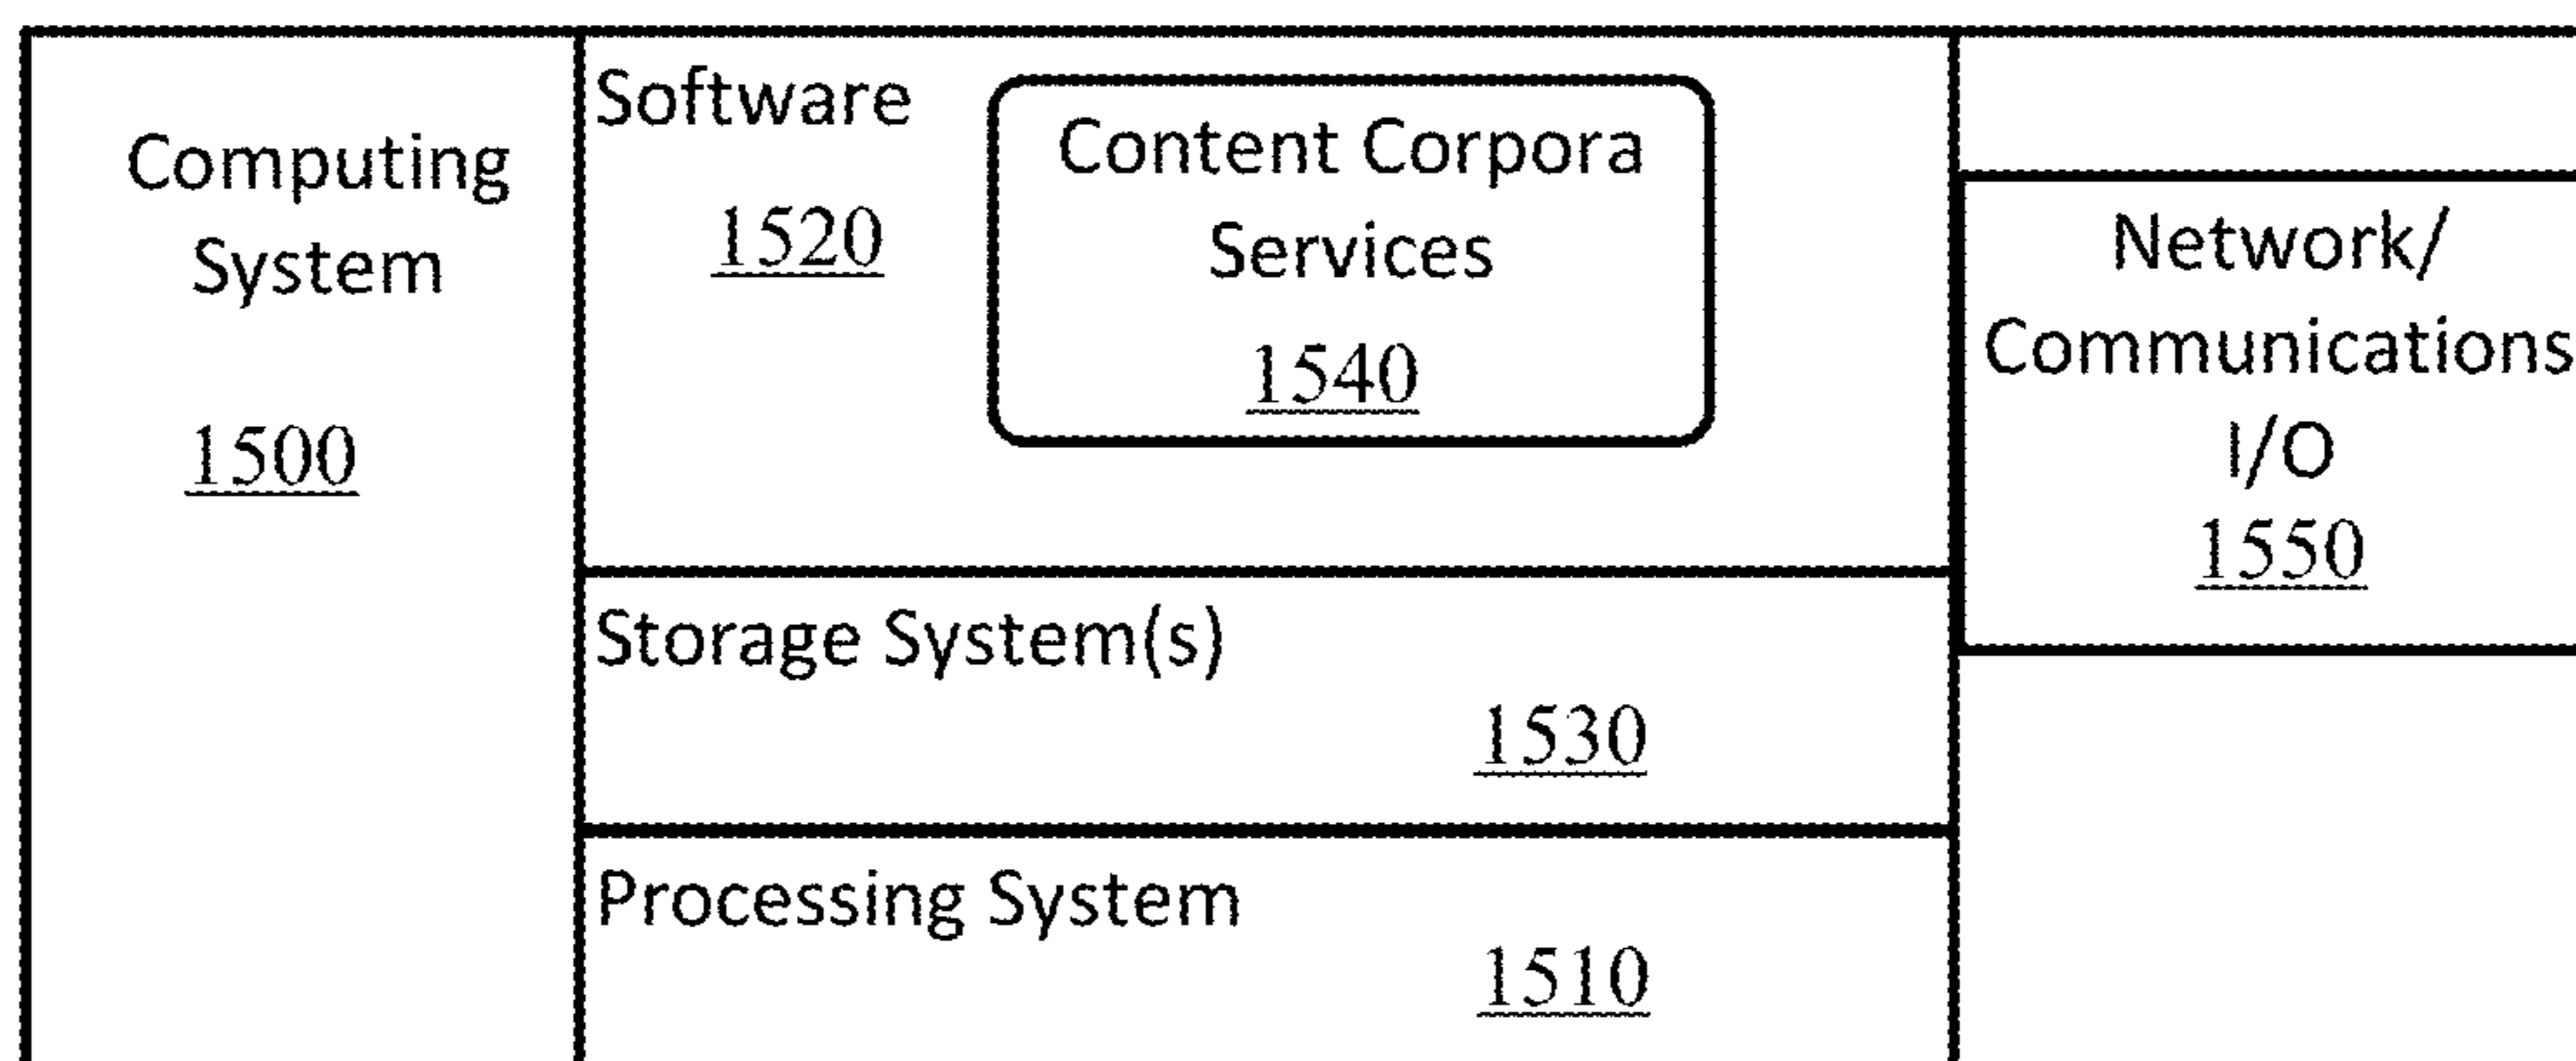 Computing
System
1500
Software
1520
Content Corpora
Services
1540
Storage System(s)
1530
Processing System
1510
Network/
Communications
I/O
1550